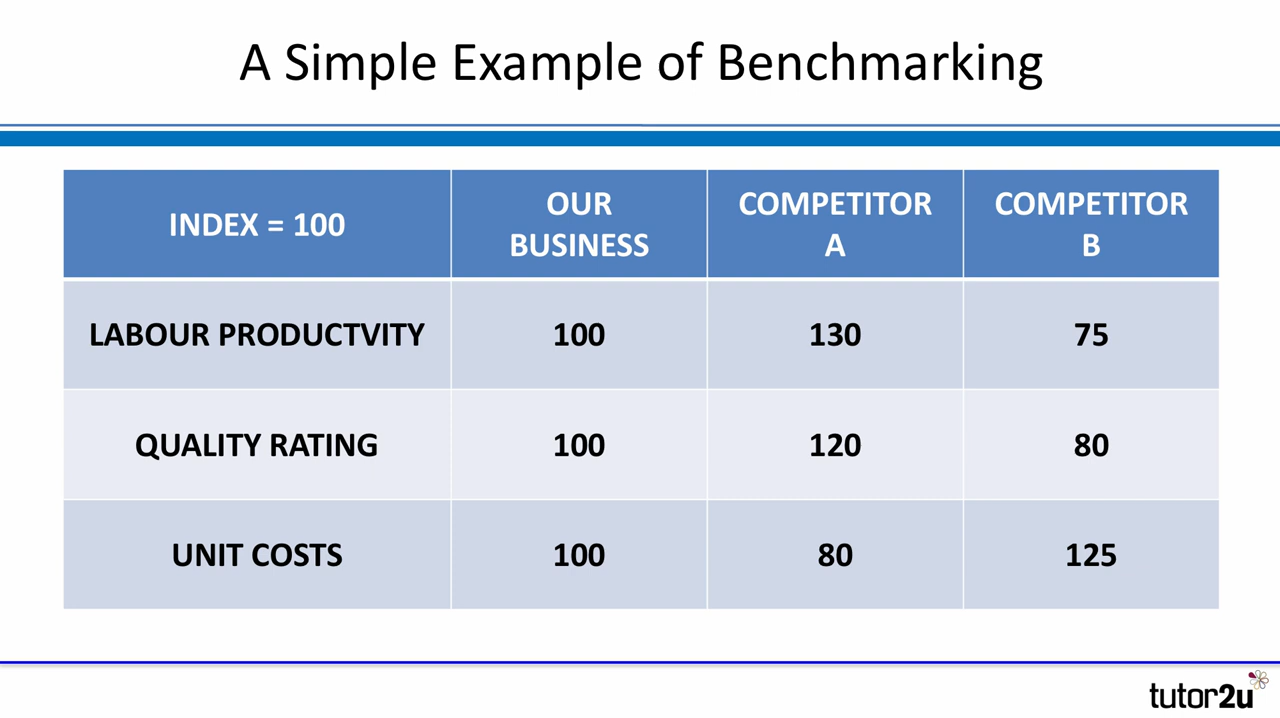 A Simple Example of Benchmarking
INDEX = 100
OUR
BUSINESS
COMPETITOR
A
COMPETITOR
B
LABOUR PRODUCTVITY
100
130
75
QUALITY RATING
100
120
80
UNIT COSTS
100
80
125
tutor2u